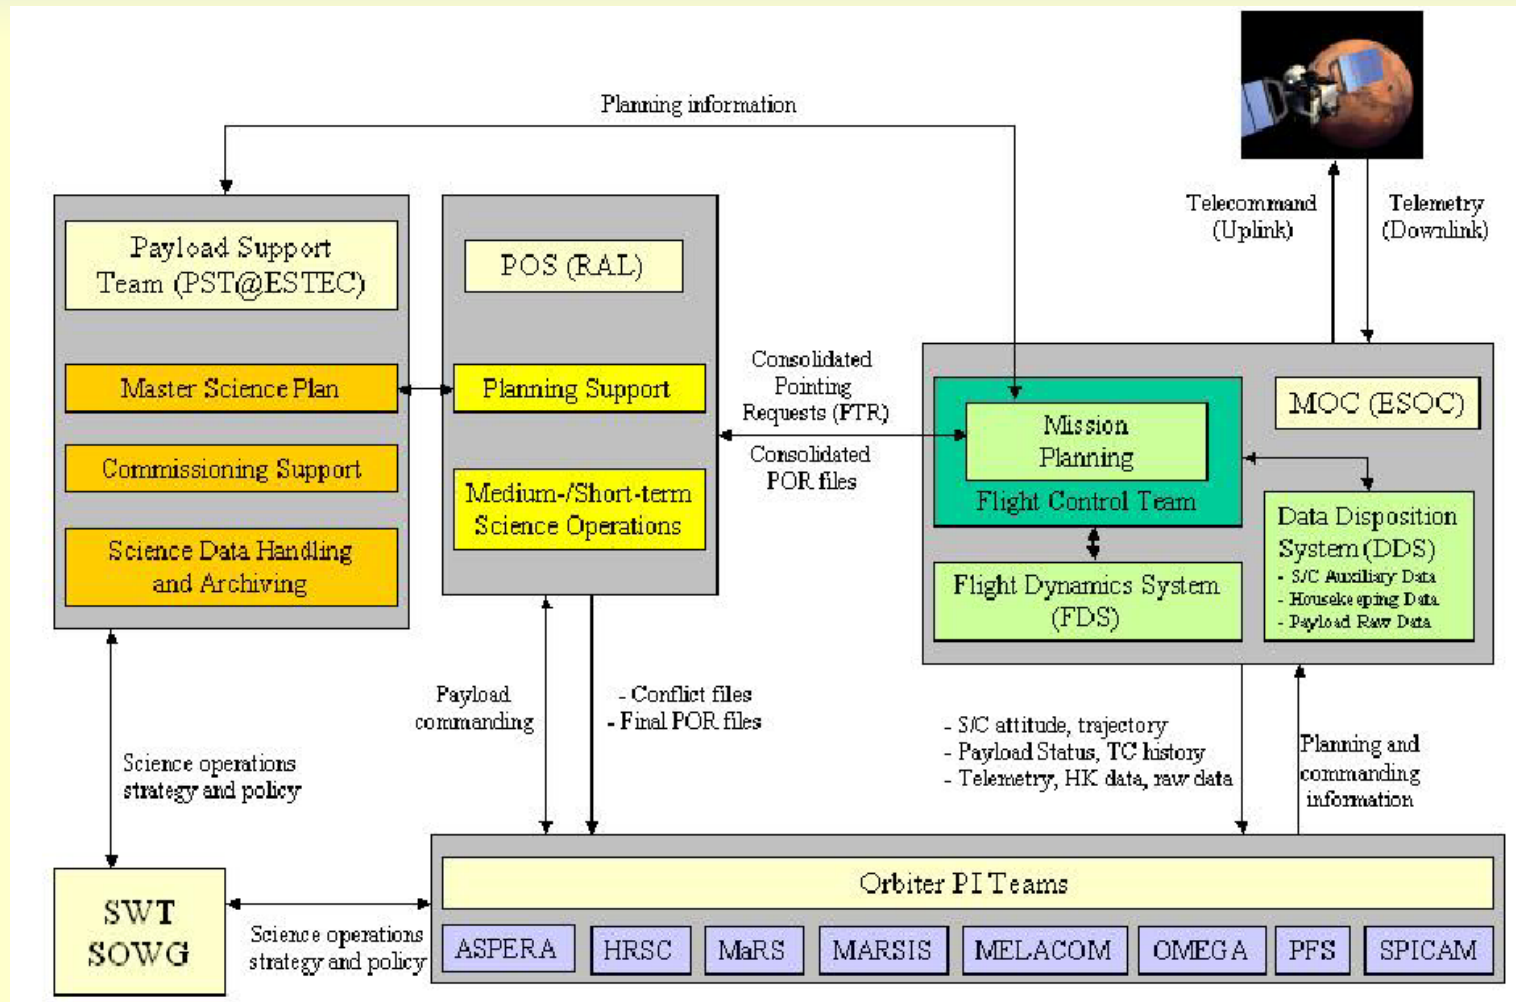 Planning information
Telecommand
(Uplink)
Telemetry
(Downlink)
Payload Support
Team (PST@ESTEC)
Master Science Plan
Commissioning Support
Science Data Handling
and Archiving
POS (RAL)
Planning Support
Medium-/Short-term
Science Operations
Consolidated
Pointing
Requests (PTR)
Consolidated
POR files
MOC (ESOC)
Mission
Planning
Flight Control Team
Flight Dynamics System
(FDS)
Data Disposition
System (DDS)
- S/C Auxiliary Data
- Housekeeping Data
- Payload Raw Data
Payload
commanding
- Conflict files
- Final POR files
- S/C attitude, trajectory
- Payload Status, TC history
- Telemetry, HK data, raw data
Planning and
commanding
information
Science operations
strategy and policy
SWT
SOWG
Science operations
strategy and policy
Orbiter PI Teams
ASPERA
HRSC
MaRS
MARSIS
MELACOM
OMEGA
PFS
SPICAM